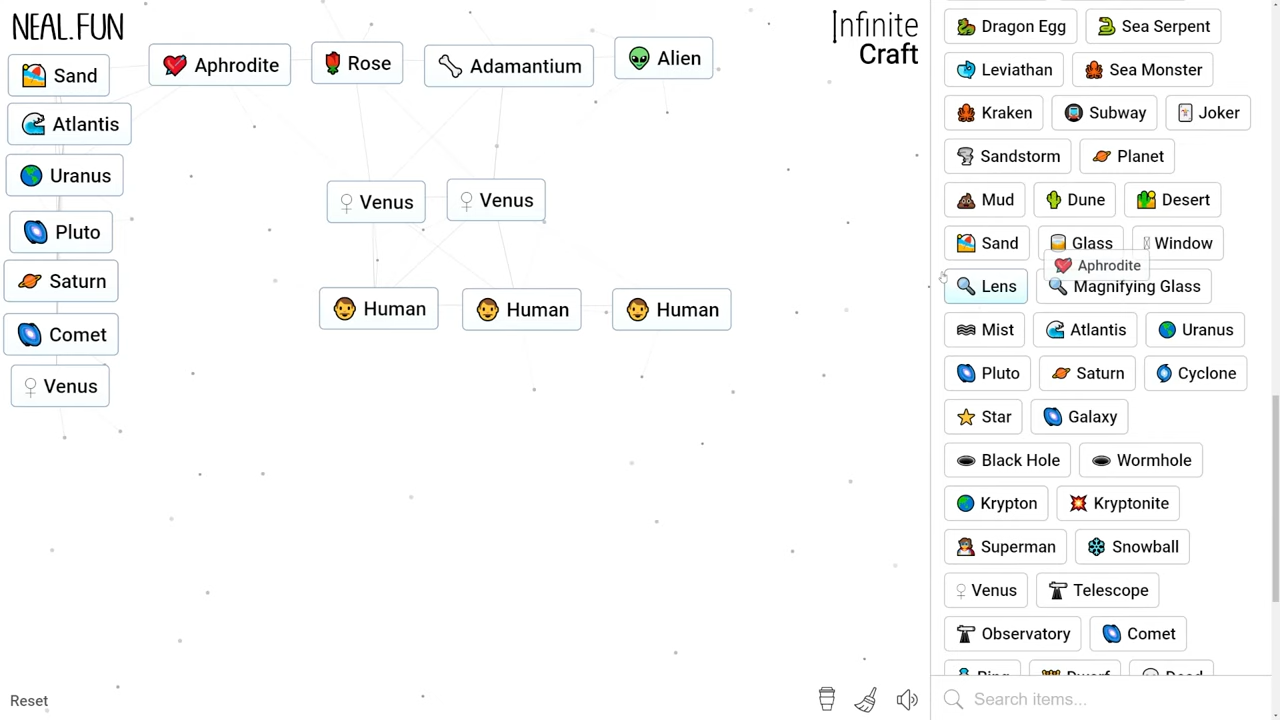 NEAL.FUN
Infinite Craft
Sand
Atlantis
Uranus
Pluto
Saturn
Comet
Venus
Aphrodite
Rose
Adamantium
Alien
Venus
Venus
Human
Human
Human
Dragon Egg
Sea Serpent
Leviathan
Sea Monster
Kraken
Subway
Joker
Sandstorm
Planet
Mud
Dune
Desert
Sand
Glass
Window
Aphrodite
Lens
Magnifying Glass
Mist
Atlantis
Uranus
Pluto
Saturn
Cyclone
Star
Galaxy
Black Hole
Wormhole
Krypton
Kryptonite
Superman
Snowball
Venus
Telescope
Observatory
Comet
Ring
Dwarf
Reset
Search items...